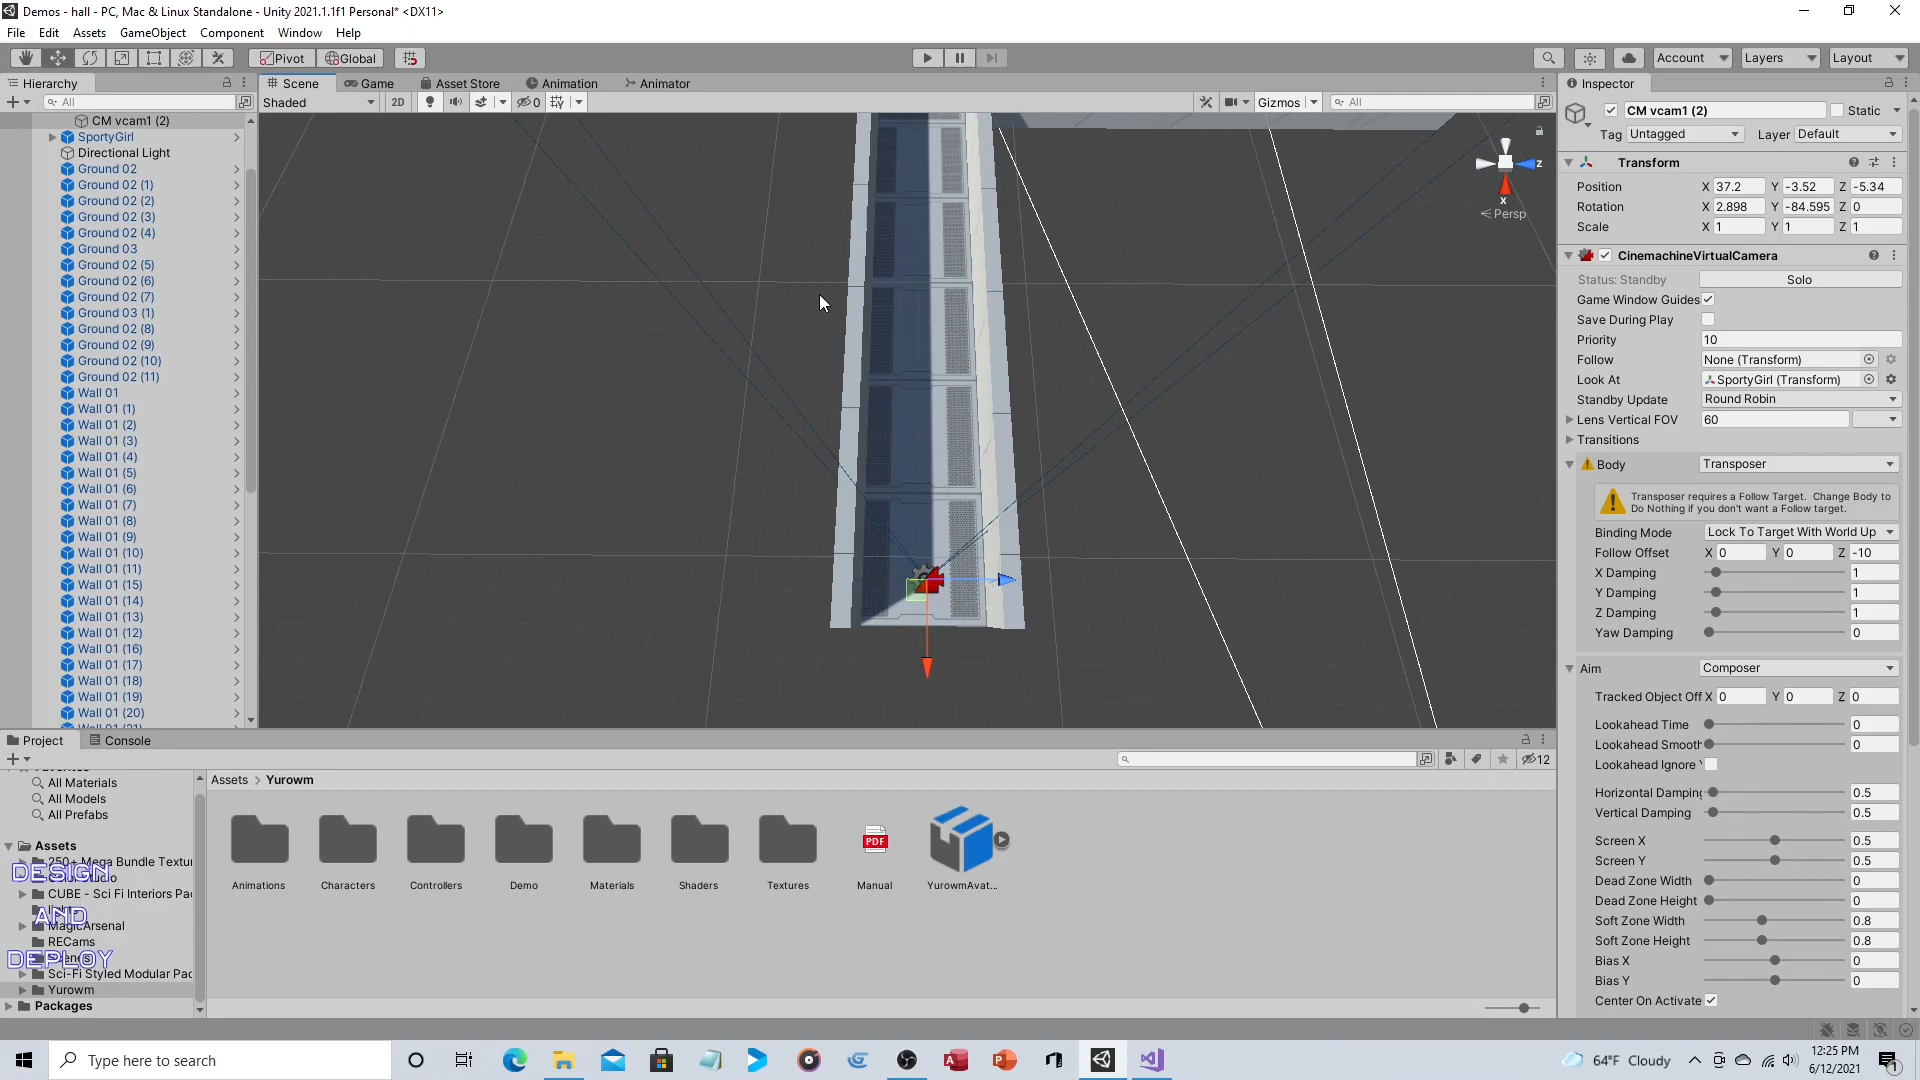 Demos - hall - PC, Mac & Linux Standalone - Unity 2021.1.1f1 Personal* <DX11>
File Edit Assets GameObject Component Window Help
Pivot Global Account Layers Layout
Hierarchy Scene Game Asset Store Animation Animator Inspector
All Shaded 2D 0 Gizmos All
CM vcam1 (2)
SportyGirl
Directional Light
Ground 02
Ground 02 (1)
Ground 02 (2)
Ground 02 (3)
Ground 02 (4)
Ground 03
Ground 02 (5)
Ground 02 (6)
Ground 02 (7)
Ground 03 (1)
Ground 02 (8)
Ground 02 (9)
Ground 02 (10)
Ground 02 (11)
Wall 01
Wall 01 (1)
Wall 01 (2)
Wall 01 (3)
Wall 01 (4)
Wall 01 (5)
Wall 01 (6)
Wall 01 (7)
Wall 01 (8)
Wall 01 (9)
Wall 01 (10)
Wall 01 (11)
Wall 01 (15)
Wall 01 (14)
Wall 01 (13)
Wall 01 (12)
Wall 01 (16)
Wall 01 (17)
Wall 01 (18)
Wall 01 (19)
Wall 01 (20)
z
x
< Persp
CM vcam1 (2) Static
Tag Untagged Layer Default
Transform
Position X 37.2 Y -3.52 Z -5.34
Rotation X 2.898 Y -84.595 Z 0
Scale X 1 Y 1 Z 1
CinemachineVirtualCamera
Status: Standby Solo
Game Window Guides
Save During Play
Priority 10
Follow None (Transform)
Look At SportyGirl (Transform)
Standby Update Round Robin
Lens Vertical FOV 60
Transitions
Body Transposer
Transposer requires a Follow Target. Change Body to
Do Nothing if you don't want a Follow target.
Binding Mode Lock To Target With World Up
Follow Offset X 0 Y 0 Z -10
X Damping 1
Y Damping 1
Z Damping 1
Yaw Damping 0
Aim Composer
Tracked Object Off X 0 Y 0 Z 0
Lookahead Time 0
Lookahead Smooth 0
Lookahead Ignore
Horizontal Damping 0.5
Vertical Damping 0.5
Screen X 0.5
Screen Y 0.5
Dead Zone Width 0
Dead Zone Height 0
Soft Zone Width 0.8
Soft Zone Height 0.8
Bias X 0
Bias Y 0
Center On Activate
Project Console
12
All Materials
All Models
All Prefabs
Assets
250+ Mega Bundle Textur
CUBE - Sci Fi Interiors Pac
MagicArsenal
RECams
Sci-Fi Styled Modular Pac
Yurowm
Packages
DESIGN
AND
DEPLOY
Assets > Yurowm
PDF
Animations Characters Controllers Demo Materials Shaders Textures Manual YurowmAvat...
Type here to search
64°F Cloudy
12:25 PM
6/12/2021
1